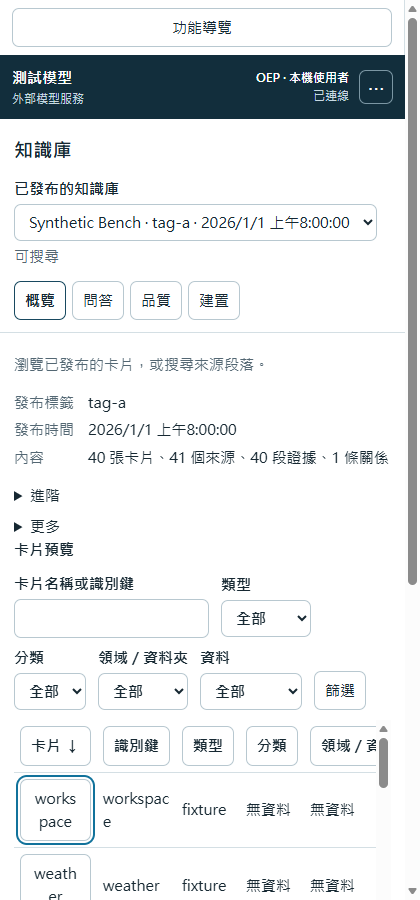 功能導覽
測試模型
外部模型服務
OEP · 本機使用者
已連線
...
知識庫
已發布的知識庫
Synthetic Bench · tag-a · 2026/1/1 上午8:00:00
可搜尋
概覽 問答 品質 建置
瀏覽已發布的卡片，或搜尋來源段落。
發布標籤 tag-a
發布時間 2026/1/1 上午8:00:00
內容 40 張卡片、41 個來源、40 段證據、1 條關係
▶ 進階
▶ 更多
卡片預覽
卡片名稱或識別鍵 類型
全部
分類 領域 / 資料夾 資料
全部 全部 全部 篩選
卡片 ↓ 識別鍵 類型 分類 領域 / 資
works
pace
workspac
e
fixture 無資料 無資料
weath
er
weather fixture 無資料 無資料